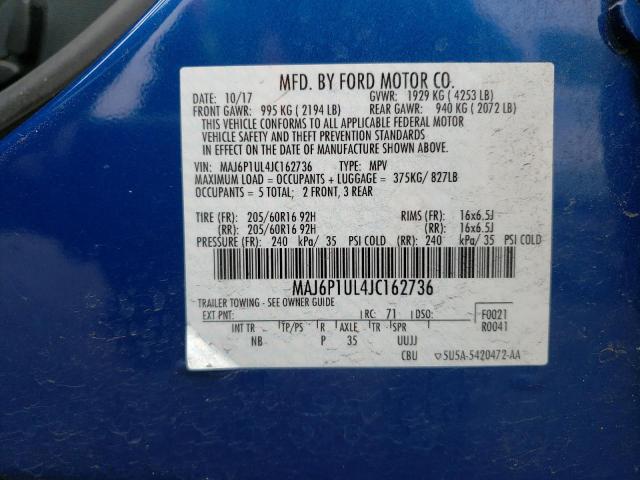 MFD. BY FORD MOTOR CO.
DATE: 10/17 GVWR: 1929 KG ( 4253 LB)
FRONT GAWR: 995 KG ( 2194 LB) REAR GAWR: 940 KG ( 2072 LB)
THIS VEHICLE CONFORMS TO ALL APPLICABLE FEDERAL MOTOR
VEHICLE SAFETY AND THEFT PREVENTION STANDARDS
IN EFFECT ON THE DATE OF MANUFACTURE SHOWN ABOVE.
VIN: MAJ6P1UL4JC162736 TYPE: MPV
MAXIMUM LOAD = OCCUPANTS + LUGGAGE = 375KG/ 827LB
OCCUPANTS = 5 TOTAL; 2 FRONT, 3 REAR
TIRE (FR): 205/60R16 92H RIMS (FR): 16x6.5J
(RR): 205/60R16 92H (RR): 16x6.5J
PRESSURE (FR): 240 kPa/ 35 PSI COLD (RR) 240 kPa/ 35 PSI COLD
MAJ6P1UL4JC162736
TRAILER TOWING - SEE OWNER GUIDE
EXT PNT: RC: 71 DSO: F0021
R0041
INT TR TP/PS R AXLE TR SPR
NB P 35 UUJJ
CBU ▽5U5A-5420472-AA